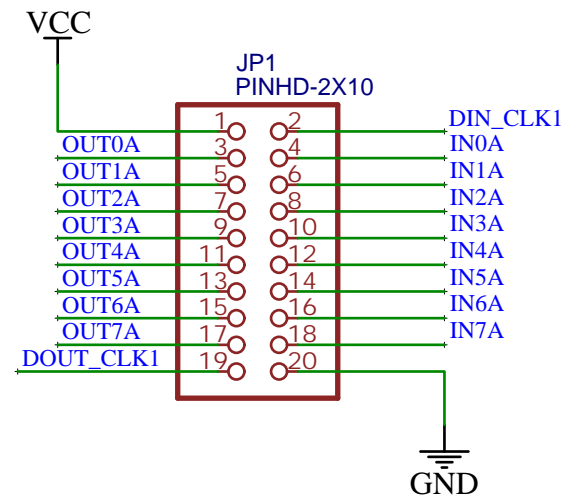 VCC
JP1
PINHD-2X10
1 2 DIN_CLK1
OUT0A 3 4 IN0A
OUT1A 5 6 IN1A
OUT2A 7 8 IN2A
OUT3A 9 10 IN3A
OUT4A 11 12 IN4A
OUT5A 13 14 IN5A
OUT6A 15 16 IN6A
OUT7A 17 18 IN7A
DOUT_CLK1 19 20
GND